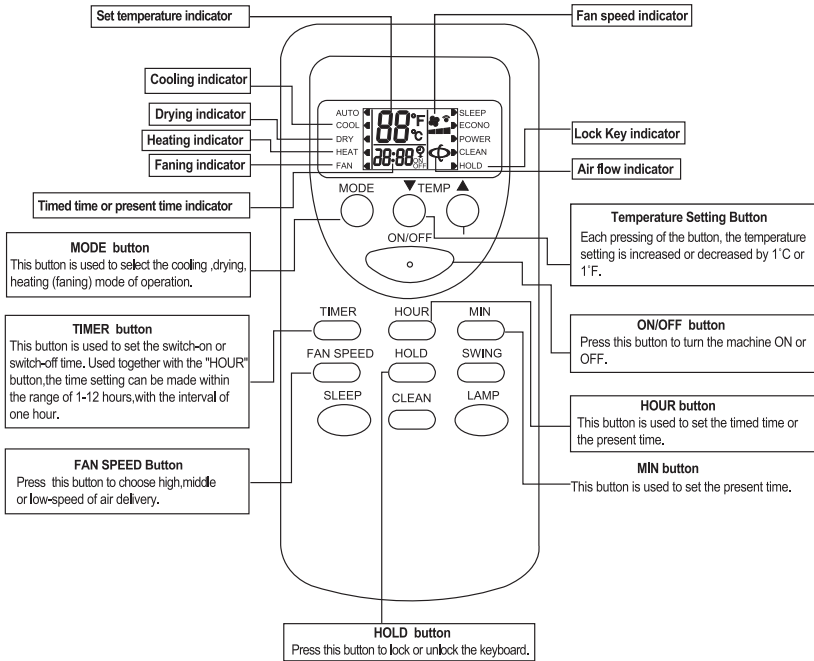 Set temperature indicator
Fan speed indicator
Cooling indicator
Drying indicator
Heating indicator
Faning indicator
Timed time or present time indicator
Lock Key indicator
Air flow indicator
AUTO
COOL
DRY
HEAT
FAN
88°F
°C
28:88
ON
OFF
SLEEP
ECONO
POWER
CLEAN
HOLD
MODE
▼ TEMP ▲
ON/OFF
MODE button
This button is used to select the cooling ,drying,
heating (faning) mode of operation.
Temperature Setting Button
Each pressing of the button, the temperature
setting is increased or decreased by 1°C or
1°F.
TIMER button
This button is used to set the switch-on or
switch-off time. Used together with the "HOUR"
button,the time setting can be made within
the range of 1-12 hours,with the interval of
one hour.
ON/OFF button
Press this button to turn the machine ON or
OFF.
TIMER
HOUR
MIN
FAN SPEED
HOLD
SWING
SLEEP
CLEAN
LAMP
HOUR button
This button is used to set the timed time or
the present time.
FAN SPEED Button
Press this button to choose high,middle
or low-speed of air delivery.
MIN button
This button is used to set the present time.
HOLD button
Press this button to lock or unlock the keyboard.